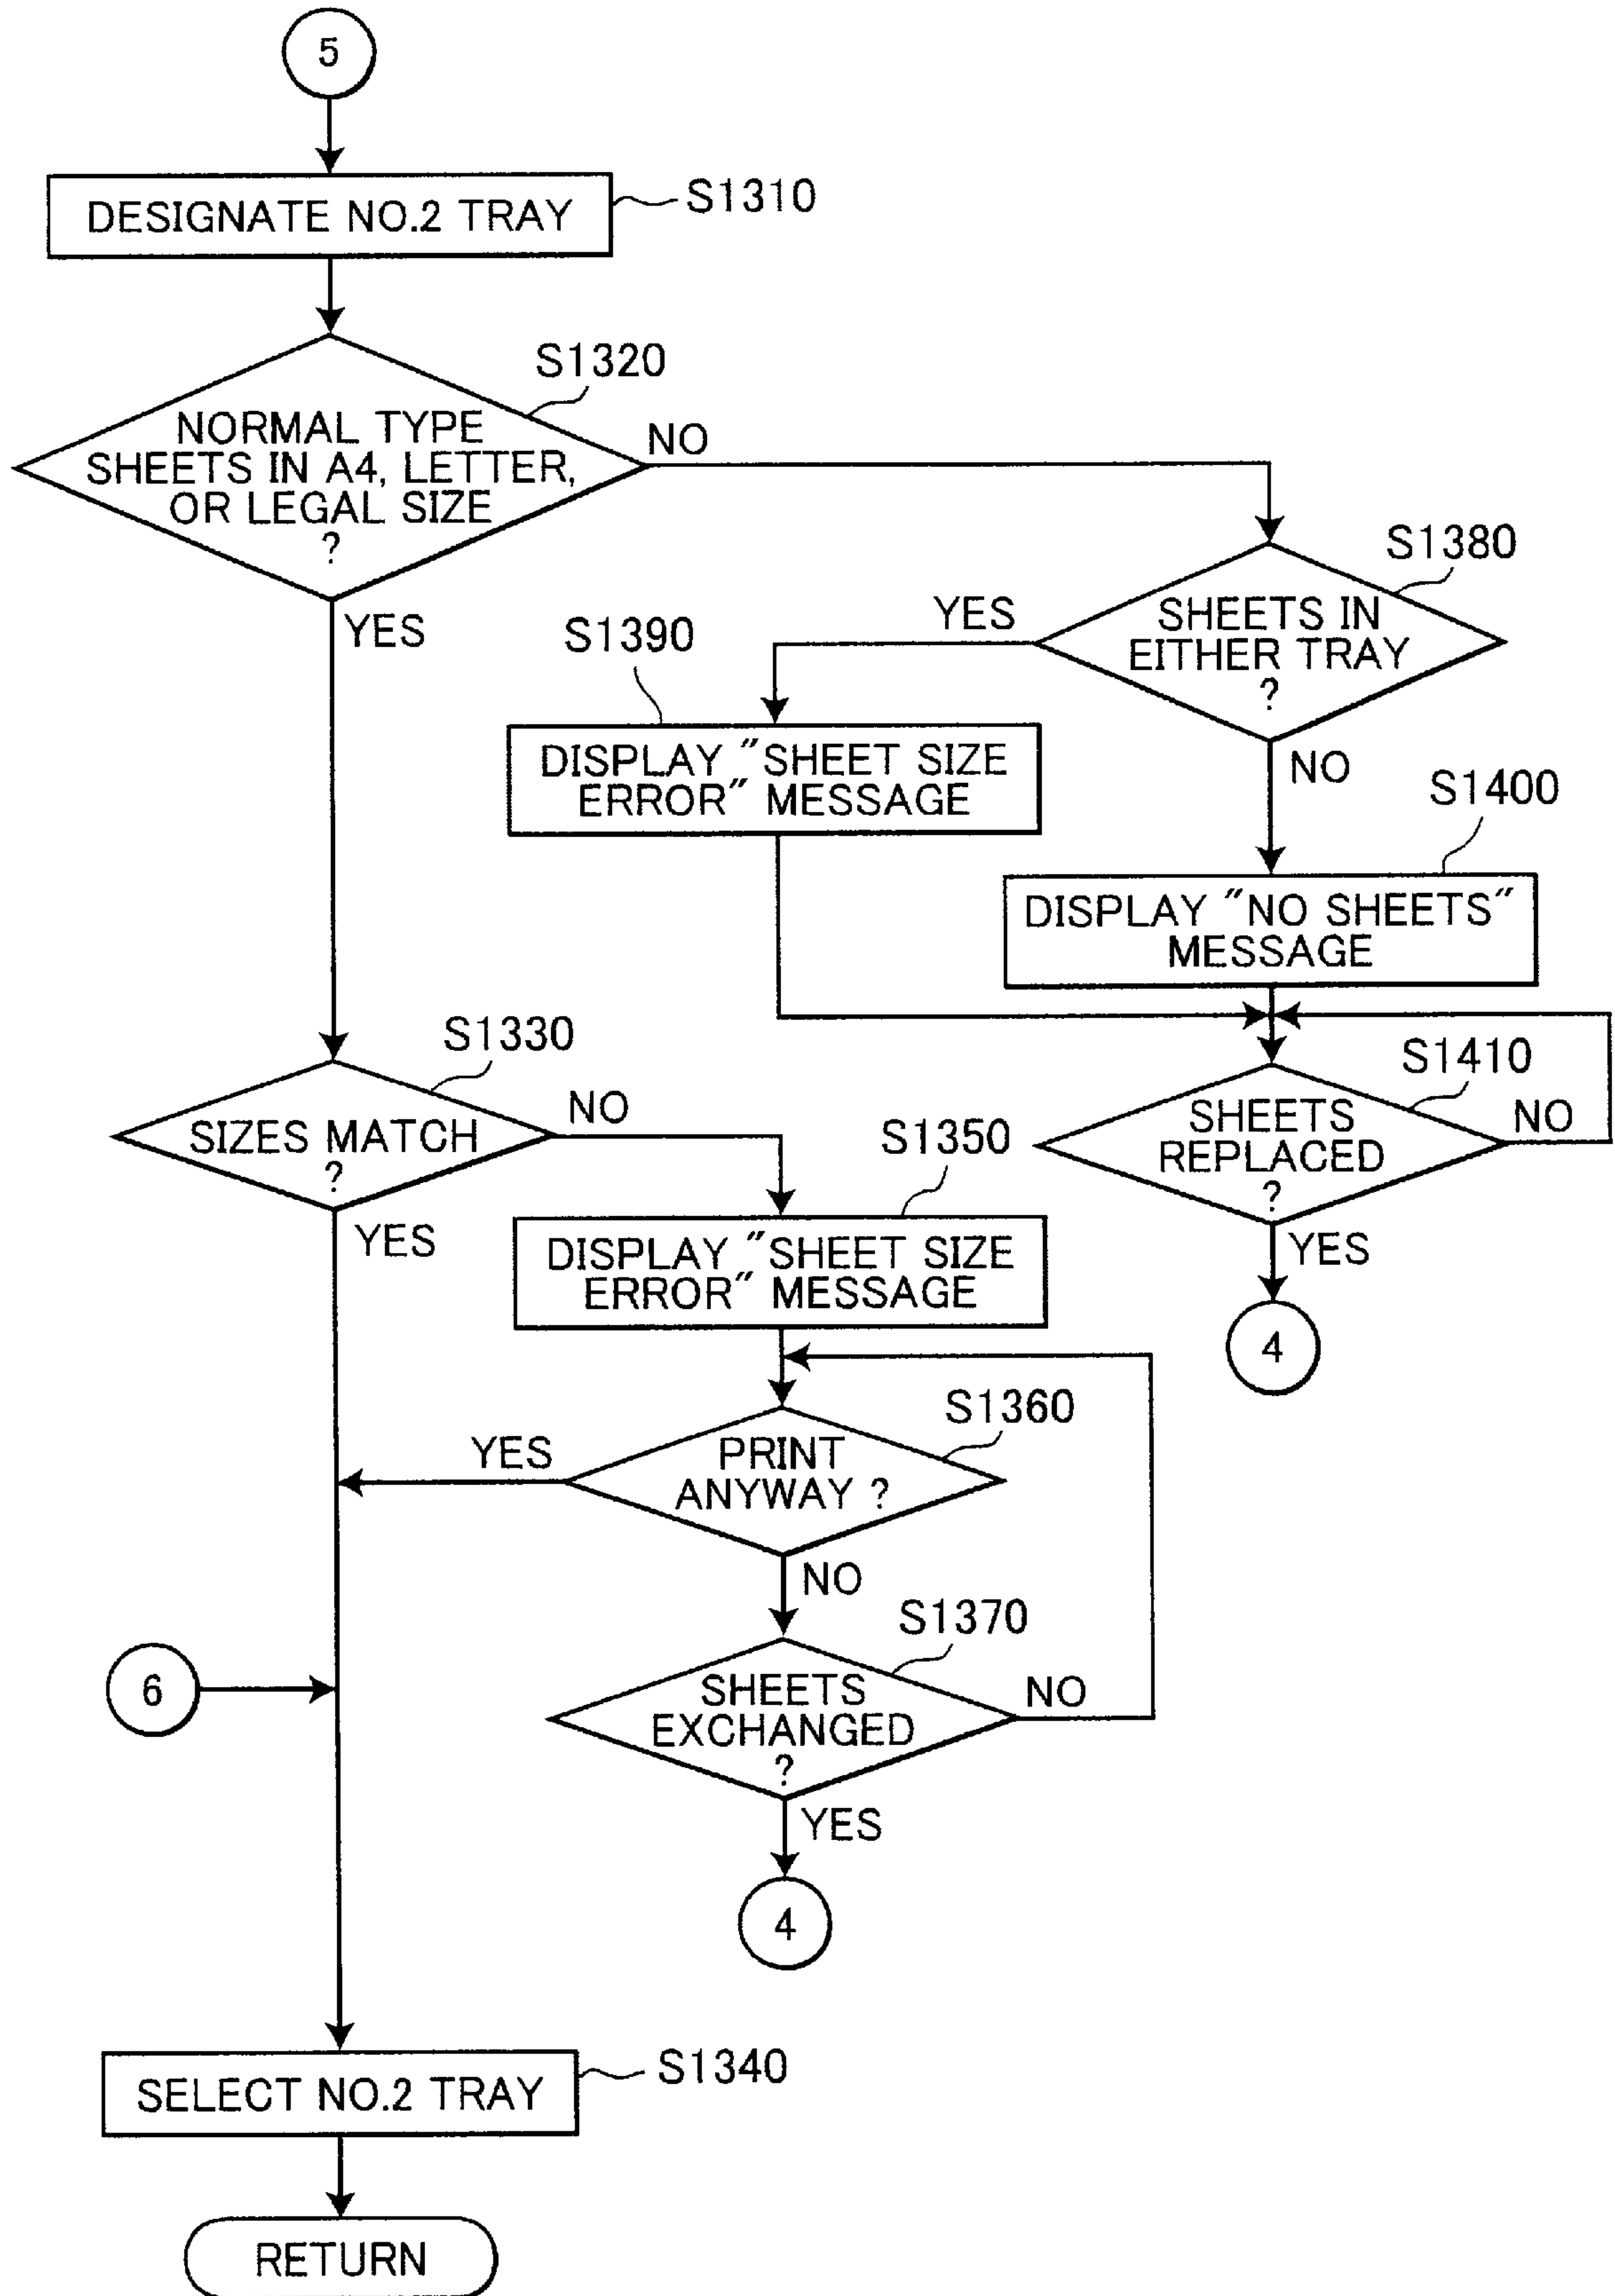 5
DESIGNATE NO.2 TRAY
S1310
S1320
NORMAL TYPE
SHEETS IN A4, LETTER,
OR LEGAL SIZE
?
NO
YES
S1380
SHEETS IN
EITHER TRAY
?
YES
NO
S1390
DISPLAY "SHEET SIZE
ERROR" MESSAGE
S1400
DISPLAY "NO SHEETS"
MESSAGE
S1410
SHEETS
REPLACED
?
NO
YES
4
S1330
SIZES MATCH
?
NO
YES
S1350
DISPLAY "SHEET SIZE
ERROR" MESSAGE
S1360
PRINT
ANYWAY ?
YES
NO
S1370
SHEETS
EXCHANGED
?
NO
YES
4
6
S1340
SELECT NO.2 TRAY
RETURN